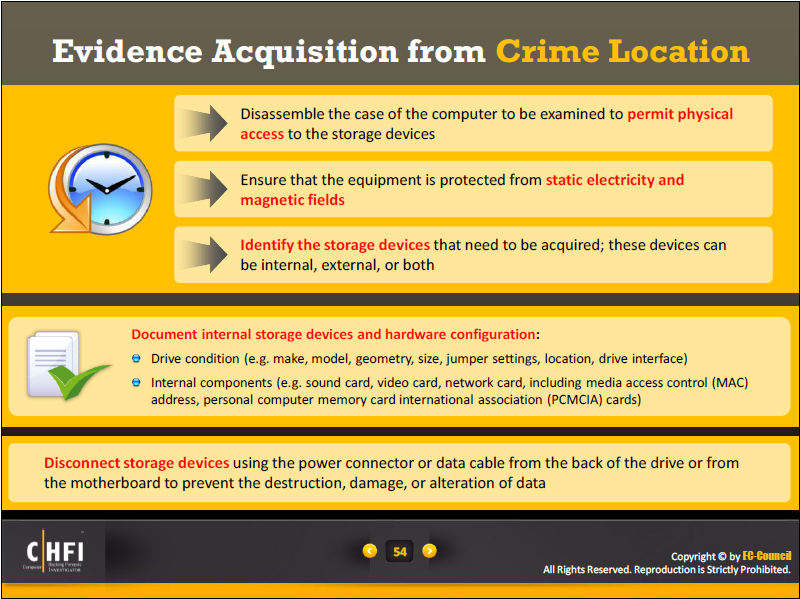 Evidence Acquisition from Crime Location
Disassemble the case of the computer to be examined to permit physical
access to the storage devices
Ensure that the equipment is protected from static electricity and
magnetic fields
Identify the storage devices that need to be acquired; these devices can
be internal, external, or both
Document internal storage devices and hardware configuration:
Drive condition (e.g. make, model, geometry, size, jumper settings, location, drive interface)
Internal components (e.g. sound card, video card, network card, including media access control (MAC)
address, personal computer memory card international association (PCMCIA) cards)
Disconnect storage devices using the power connector or data cable from the back of the drive or from
the motherboard to prevent the destruction, damage, or alteration of data
CHFI
Computer Hacking Forensic
INVESTIGATOR
54
Copyright © by EC-Council
All Rights Reserved. Reproduction is Strictly Prohibited.